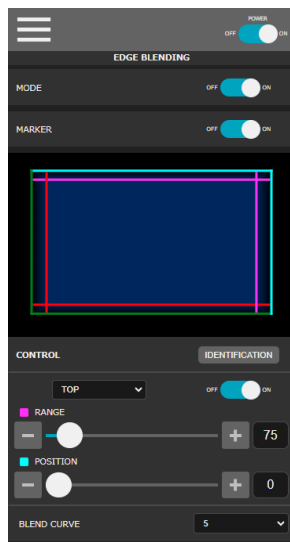 POWER
OFF ON
EDGE BLENDING
MODE OFF ON
MARKER OFF ON
CONTROL IDENTIFICATION
TOP OFF ON
RANGE
75
POSITION
0
BLEND CURVE 5